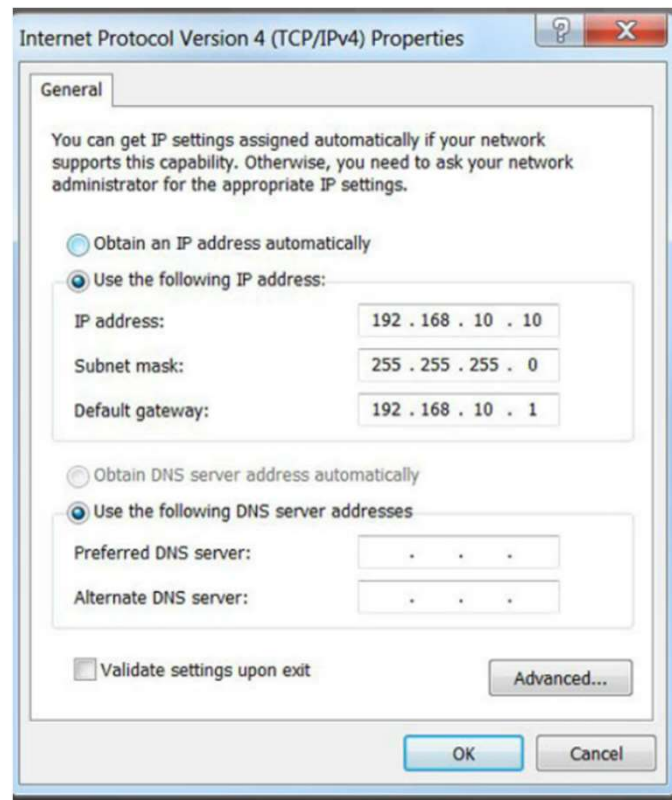 Internet Protocol Version 4 (TCP/IPv4) Properties
General
You can get IP settings assigned automatically if your network
supports this capability. Otherwise, you need to ask your network
administrator for the appropriate IP settings.
Obtain an IP address automatically
Use the following IP address:
IP address: 192 . 168 . 10 . 10
Subnet mask: 255 . 255 . 255 . 0
Default gateway: 192 . 168 . 10 . 1
Obtain DNS server address automatically
Use the following DNS server addresses
Preferred DNS server: . . .
Alternate DNS server: . . .
Validate settings upon exit
Advanced...
OK Cancel